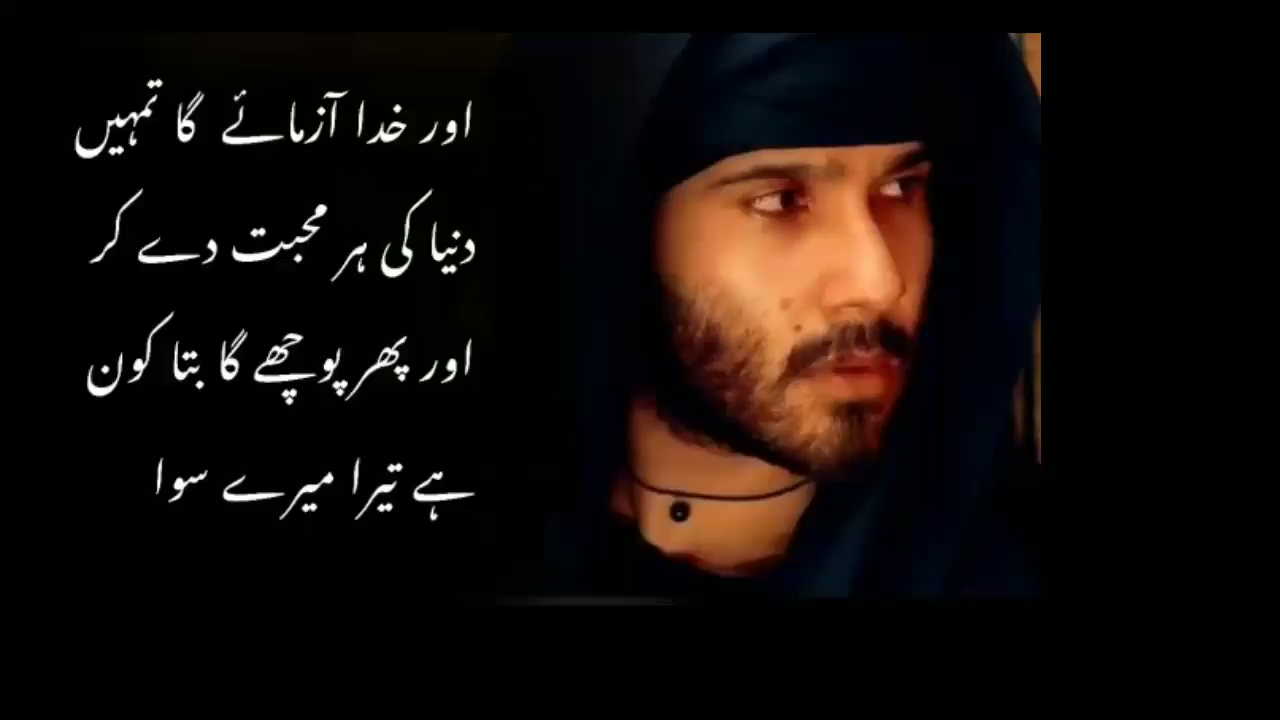 اور خدا آزمائے گا تمہیں
دنیا کی ہر محبت دے کر
اور پھر پوچھے گا بتا کون
ہے تیرا میرے سوا